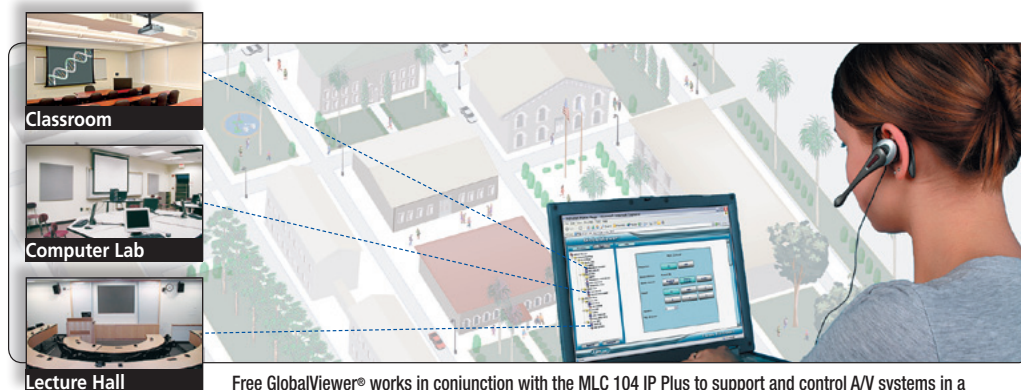 Classroom
Computer Lab
Lecture Hall
Free GlobalViewer® works in conjunction with the MLC 104 IP Plus to support and control A/V systems in a